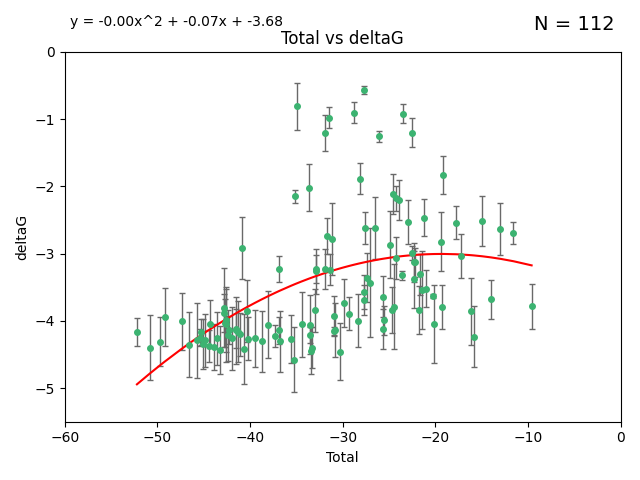 y = -0.00x^2 + -0.07x + -3.68
N = 112
Total vs deltaG
deltaG
0
−1
−2
−3
−4
−5
−60
−50
−40
−30
−20
−10
0
Total